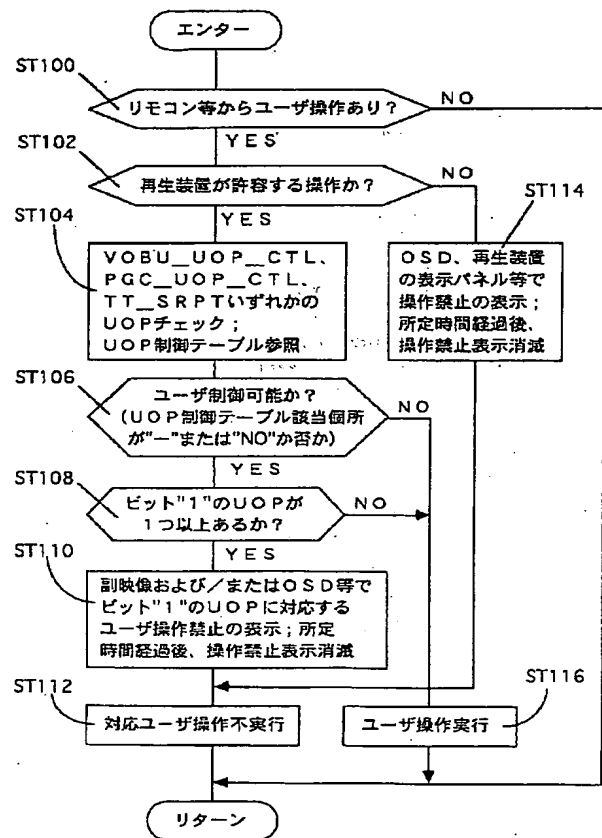 エンター
ST100
リモコン等からユーザ操作あり?
NO
YES
ST102
再生装置が許容する操作か?
NO
YES
ST104
VOBU_UOP_CTL、
PGC_UOP_CTL、
TT_SRPTいずれかの
UOPチェック;
UOP制御テーブル参照
ST114
OSD、再生装置
の表示パネル等で
操作禁止の表示;
所定時間経過後、
操作禁止表示消滅
ST106
ユーザ制御可能か?
(UOP制御テーブル該当個所
が"ー"または"NO"か否か)
NO
YES
ST108
ビット"1"のUOPが
1つ以上あるか?
NO
YES
ST110
副映像および/またはOSD等で
ビット"1"のUOPに対応する
ユーザ操作禁止の表示;所定
時間経過後、操作禁止表示消滅
ST112
対応ユーザ操作不実行
ST116
ユーザ操作実行
リターン